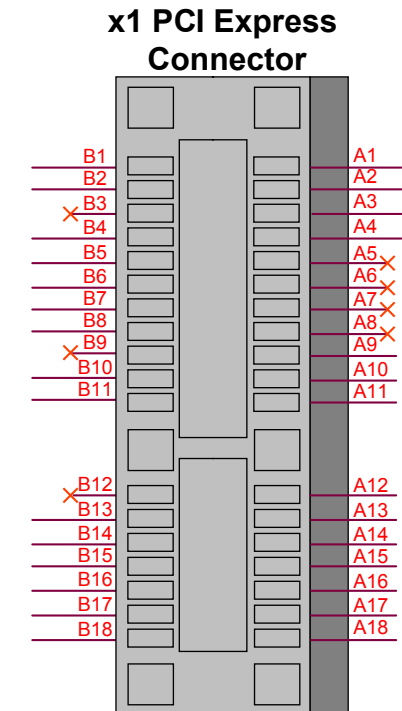 x1 PCI Express
Connector
B1 A1
B2 A2
B3 A3
B4 A4
B5 A5
B6 A6
B7 A7
B8 A8
B9 A9
B10 A10
B11 A11
B12 A12
B13 A13
B14 A14
B15 A15
B16 A16
B17 A17
B18 A18